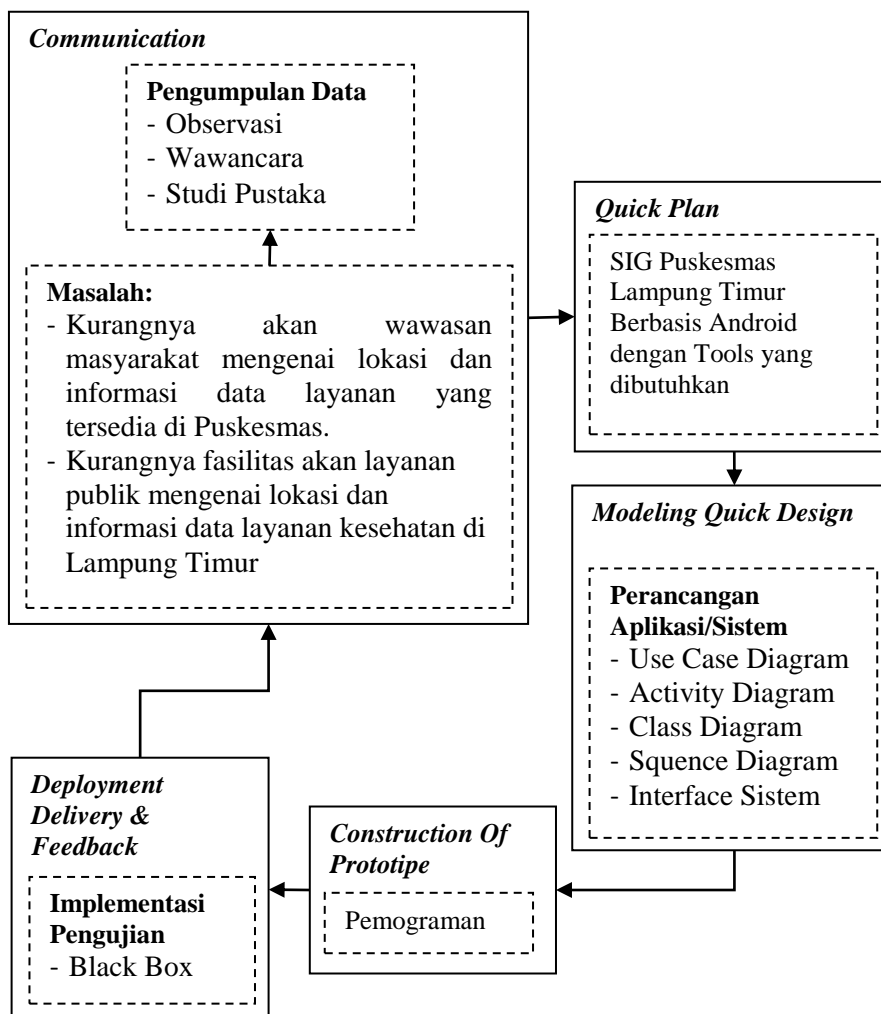 Communication
Pengumpulan Data
- Observasi
- Wawancara
- Studi Pustaka
Masalah:
- Kurangnya akan wawasan
masyarakat mengenai lokasi dan
informasi data layanan yang
tersedia di Puskesmas.
- Kurangnya fasilitas akan layanan
publik mengenai lokasi dan
informasi data layanan kesehatan di
Lampung Timur
Quick Plan
SIG Puskesmas
Lampung Timur
Berbasis Android
dengan Tools yang
dibutuhkan
Modeling Quick Design
Perancangan
Aplikasi/Sistem
- Use Case Diagram
- Activity Diagram
- Class Diagram
- Squence Diagram
- Interface Sistem
Construction Of
Prototipe
Pemograman
Deployment
Delivery &
Feedback
Implementasi
Pengujian
- Black Box